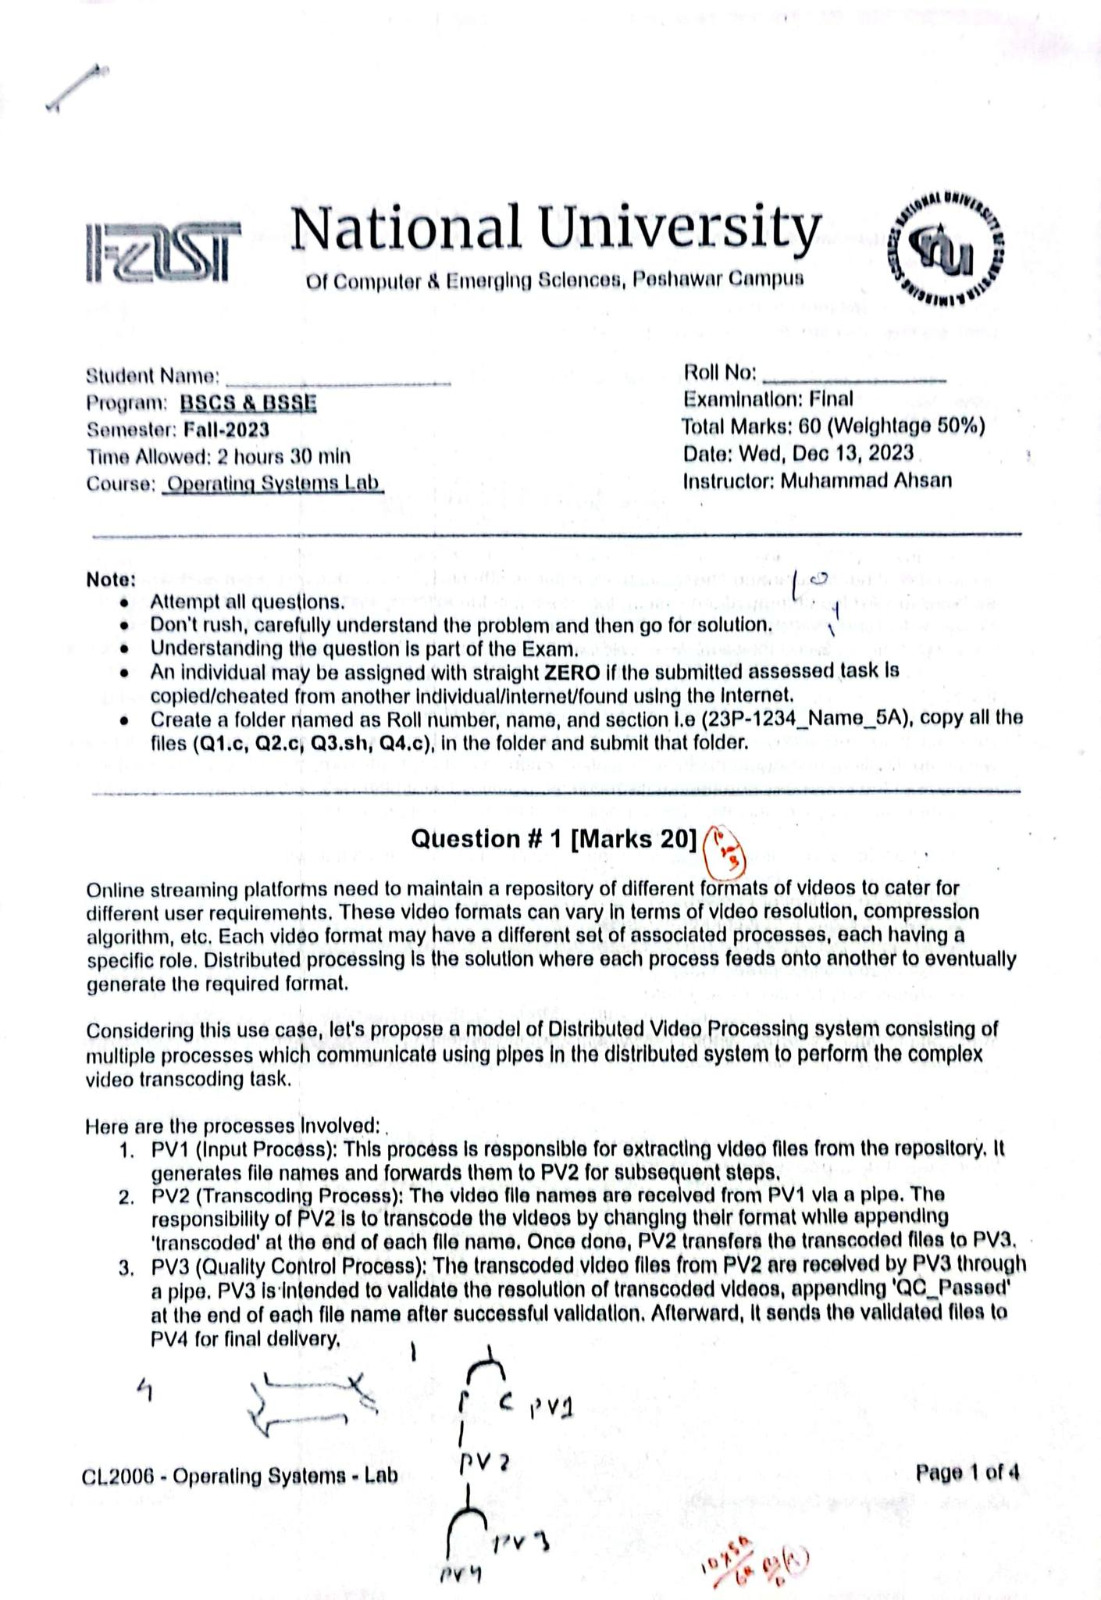 FAST
National University
Of Computer & Emerging Sciences, Peshawar Campus
Student Name:
Roll No:
Program: BSCS & BSSE
Examination: Final
Semester: Fall-2023
Total Marks: 60 (Weightage 50%)
Time Allowed: 2 hours 30 min
Date: Wed, Dec 13, 2023
Course: Operating Systems Lab
Instructor: Muhammad Ahsan
Note:
• Attempt all questions.
• Don't rush, carefully understand the problem and then go for solution.
• Understanding the question is part of the Exam.
• An individual may be assigned with straight ZERO if the submitted assessed task is
copied/cheated from another individual/internet/found using the internet.
• Create a folder named as Roll number, name, and section i.e (23P-1234_Name_5A), copy all the
files (Q1.c, Q2.c, Q3.sh, Q4.c), in the folder and submit that folder.
Question # 1 [Marks 20]
Online streaming platforms need to maintain a repository of different formats of videos to cater for
different user requirements. These video formats can vary in terms of video resolution, compression
algorithm, etc. Each video format may have a different set of associated processes, each having a
specific role. Distributed processing is the solution where each process feeds onto another to eventually
generate the required format.
Considering this use case, let's propose a model of Distributed Video Processing system consisting of
multiple processes which communicate using pipes in the distributed system to perform the complex
video transcoding task.
Here are the processes Involved:
1. PV1 (Input Process): This process is responsible for extracting video files from the repository. It
generates file names and forwards them to PV2 for subsequent steps.
2. PV2 (Transcoding Process): The video file names are received from PV1 via a pipe. The
responsibility of PV2 is to transcode the videos by changing their format while appending
'transcoded' at the end of each file name. Once done, PV2 transfers the transcoded files to PV3.
3. PV3 (Quality Control Process): The transcoded video files from PV2 are received by PV3 through
a pipe. PV3 is intended to validate the resolution of transcoded videos, appending 'QC_Passed'
at the end of each file name after successful validation. Afterward, it sends the validated files to
PV4 for final delivery.
C PV1
PV2
CL2006 - Operating Systems - Lab
Page 1 of 4
PV3
PV4